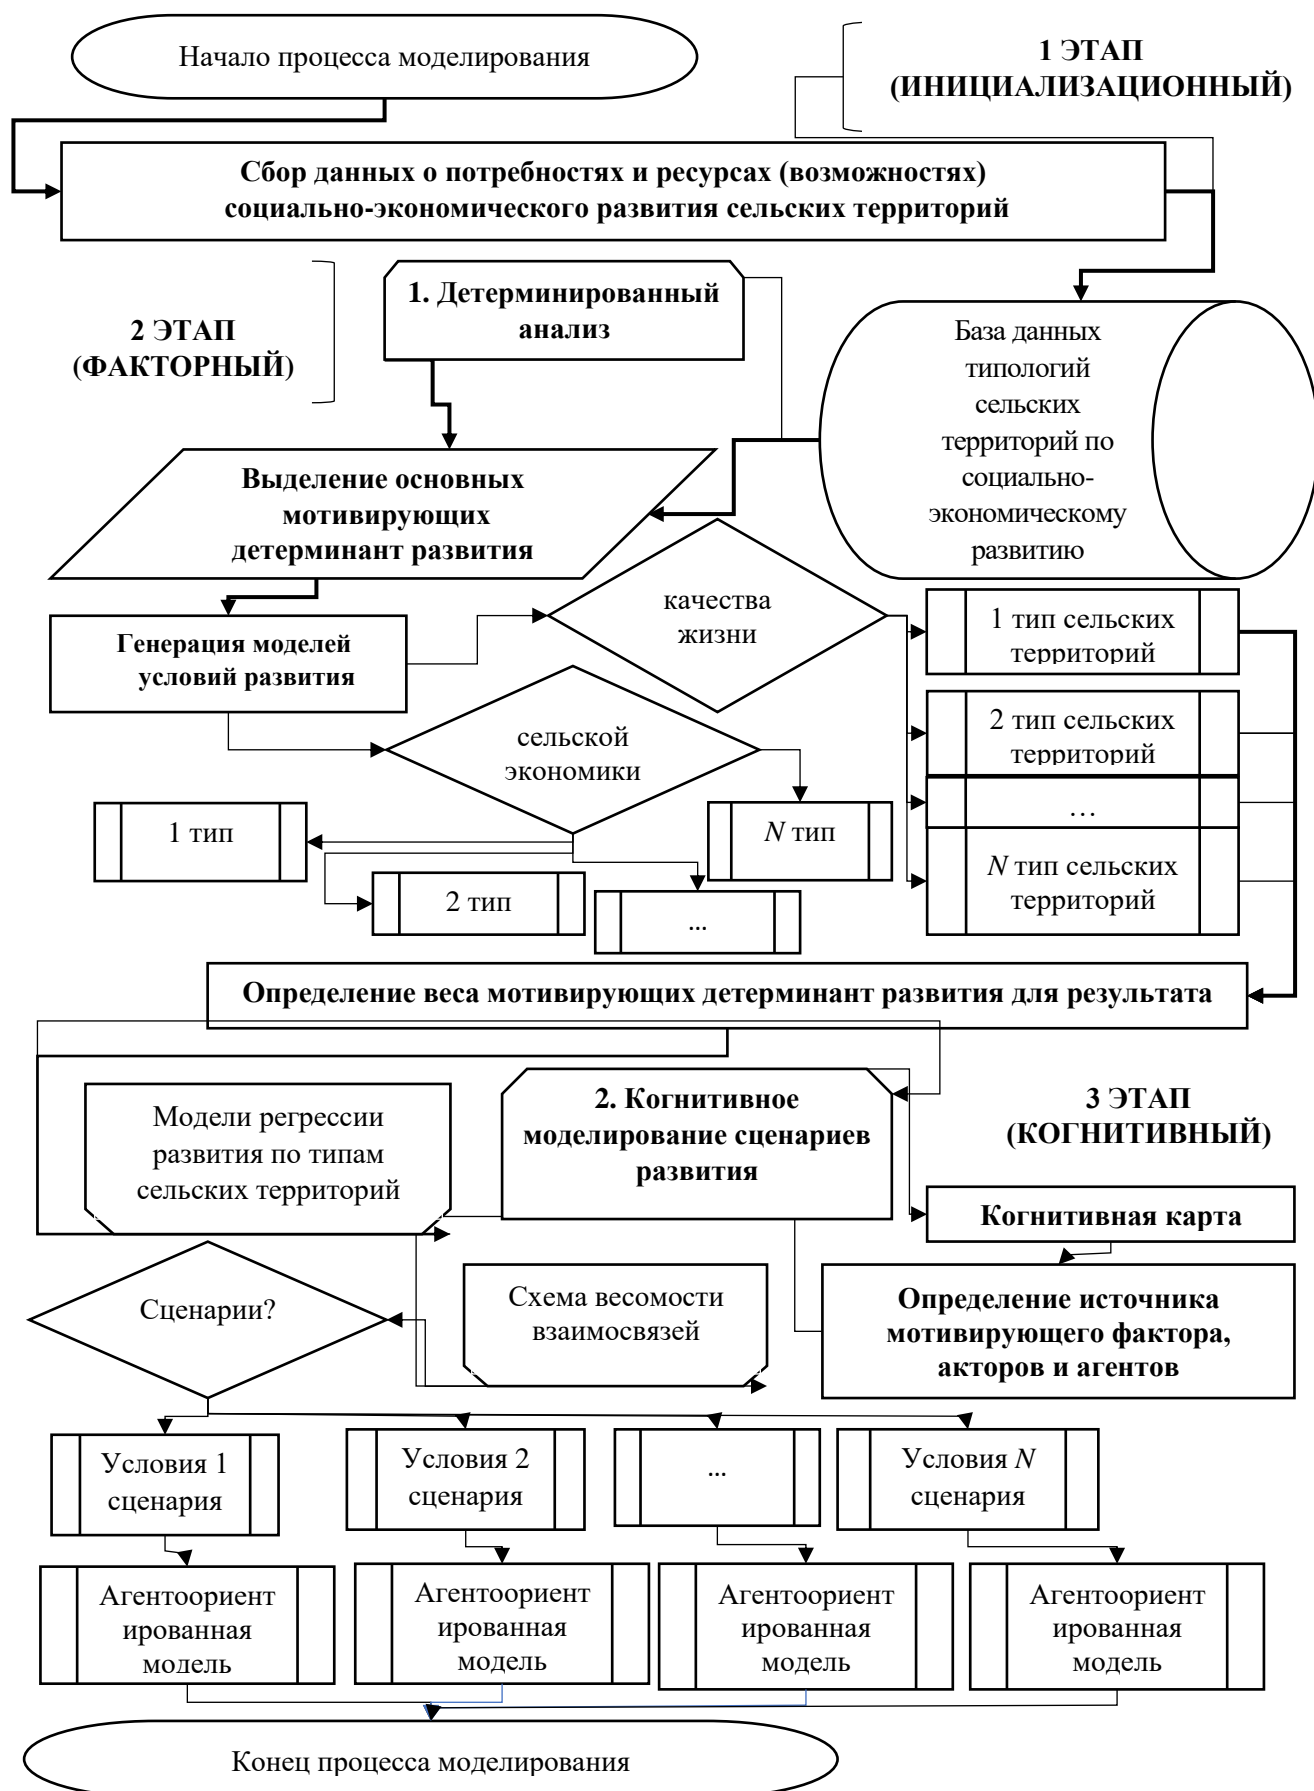 Начало процесса моделирования
1 ЭТАП
(ИНИЦИАЛИЗАЦИОННЫЙ)
Сбор данных о потребностях и ресурсах (возможностях)
социально-экономического развития сельских территорий
2 ЭТАП
(ФАКТОРНЫЙ)
1. Детерминированный
анализ
База данных
типологий
сельских
территорий по
социально-
экономическому
развитию
Выделение основных
мотивирующих
детерминант развития
Генерация моделей
условий развития
качества
жизни
1 тип сельских
территорий
2 тип сельских
территорий
…
N тип сельских
территорий
сельской
экономики
1 тип
2 тип
...
N тип
Определение веса мотивирующих детерминант развития для результата
Модели регрессии
развития по типам
сельских территорий
2. Когнитивное
моделирование сценариев
развития
3 ЭТАП
(КОГНИТИВНЫЙ)
Когнитивная карта
Сценарии?
Схема весомости
взаимосвязей
Определение источника
мотивирующего фактора,
акторов и агентов
Условия 1
сценария
Условия 2
сценария
...
Условия N
сценария
Агентоориент
ированная
модель
Агентоориент
ированная
модель
Агентоориент
ированная
модель
Агентоориент
ированная
модель
Конец процесса моделирования